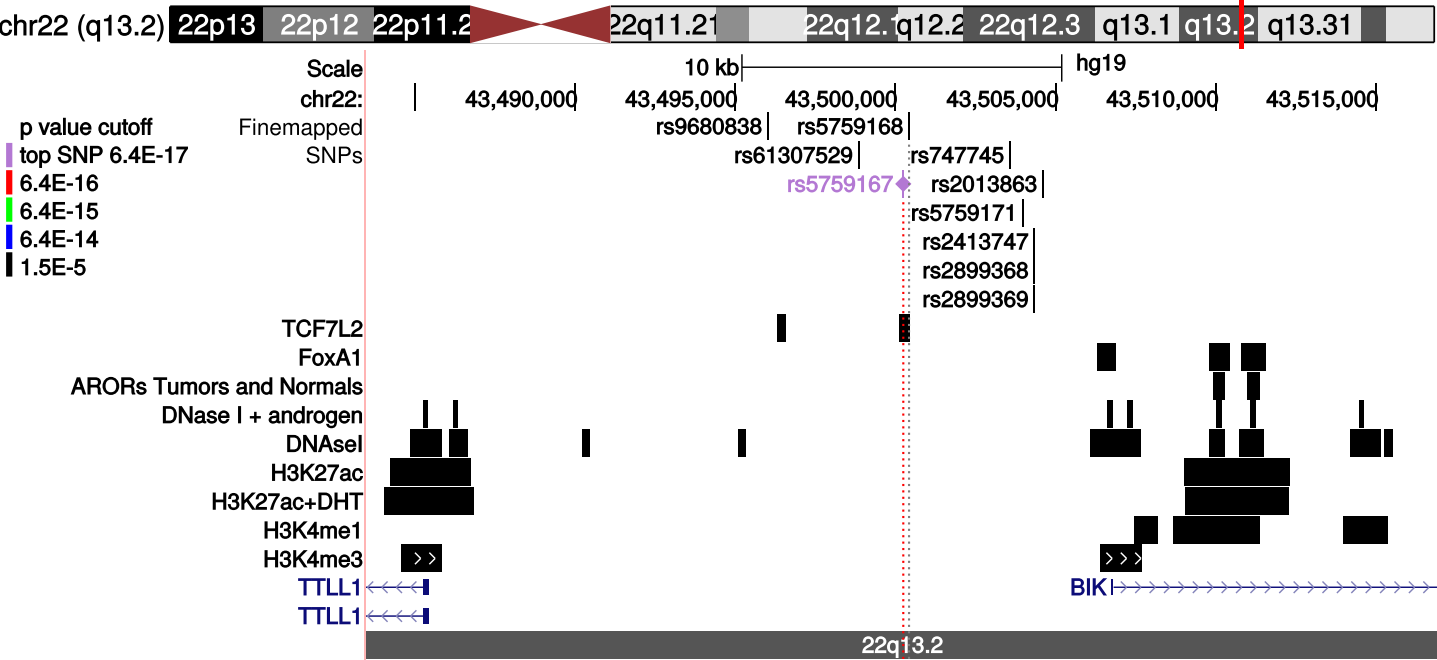 chr22 (q13.2) 22p13 22p12 22p11.2 22q11.21 22q12.1 q12.2 22q12.3 q13.1 q13.2 q13.31
Scale 10 kb hg19
chr22: 43,490,000 43,495,000 43,500,000 43,505,000 43,510,000 43,515,000
p value cutoff Finemapped rs9680838 rs5759168
top SNP 6.4E-17 SNPs rs61307529 rs747745
6.4E-16 rs5759167 rs2013863
6.4E-15 rs5759171
6.4E-14 rs2413747
1.5E-5 rs2899368
rs2899369
TCF7L2
FoxA1
ARORs Tumors and Normals
DNase I + androgen
DNAseI
H3K27ac
H3K27ac+DHT
H3K4me1
H3K4me3
TTLL1 BIK
TTLL1
22q13.2